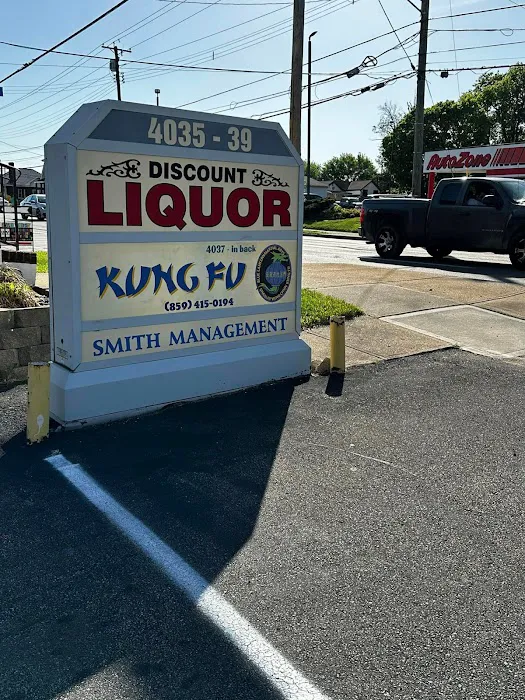 4035 - 39
DISCOUNT
LIQUOR
4037 - in back
KUNG FU
(859) 415-0194
SMITH MANAGEMENT
AutoZone